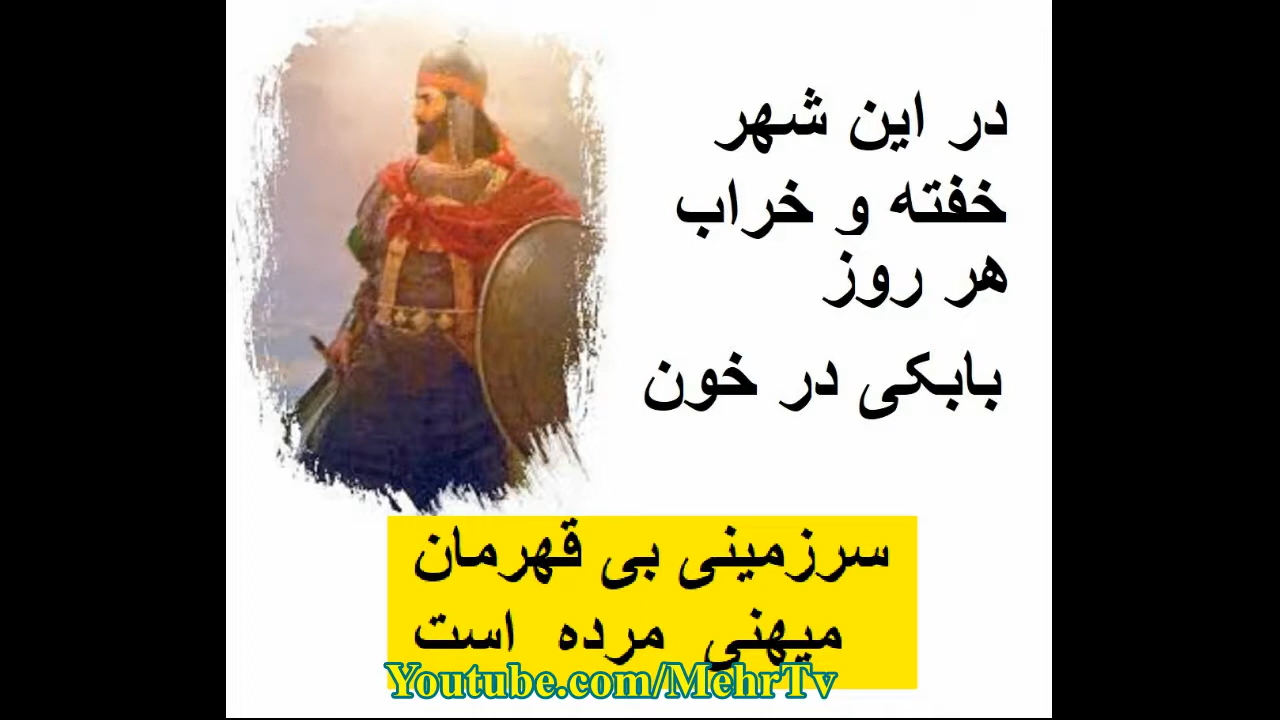 در این شهر
خفته و خراب
هر روز
بابکی در خون
سرزمینی بی قهرمان
میهنی مرده است
Youtube.com/MehrTv